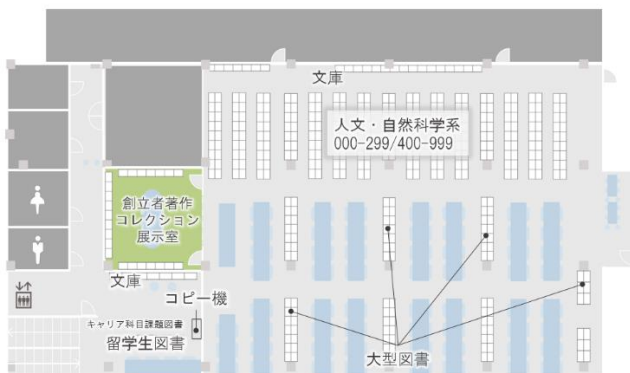 文庫
人文・自然科学系
000-299/400-999
創立者著作
コレクション
展示室
文庫
コピー機
キャリア科目課題図書
留学生図書
大型図書